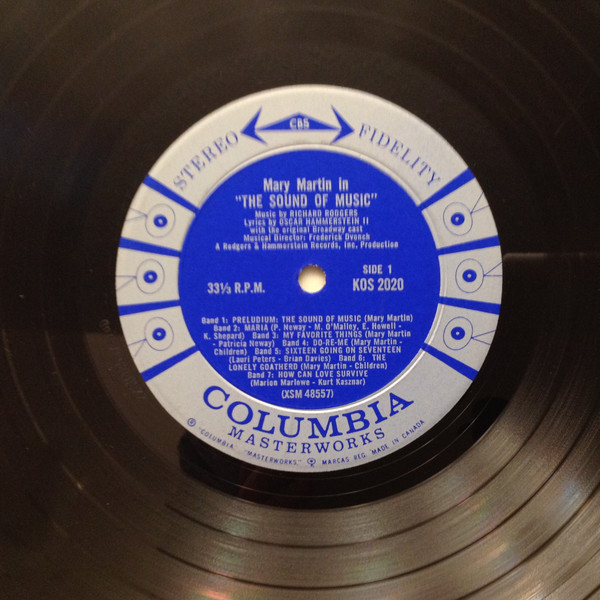 STEREO CBS FIDELITY
Mary Martin in
"THE SOUND OF MUSIC"
Music by RICHARD RODGERS
Lyrics by OSCAR HAMMERSTEIN II
with the original Broadway cast
Musical Director: Frederick Dvonch
A Rodgers & Hammerstein Records, Inc. Production
33⅓ R.P.M.
SIDE 1
KOS 2020
Band 1: PRELUDIUM: THE SOUND OF MUSIC (Mary Martin)
Band 2: MARIA (P. Neway - M. O'Malley, E. Howell -
K. Shepard) Band 3: MY FAVORITE THINGS (Mary Martin
- Patricia Neway) Band 4: DO-RE-ME (Mary Martin -
Children) Band 5: SIXTEEN GOING ON SEVENTEEN
(Lauri Peters - Brian Davies) Band 6: THE
LONELY GOATHERD (Mary Martin - Children)
Band 7: HOW CAN LOVE SURVIVE
(Marion Marlowe - Kurt Kasznar)
(XSM 48557)
COLUMBIA
MASTERWORKS
® "COLUMBIA", "MASTERWORKS", MARCAS REG. MADE IN CANADA